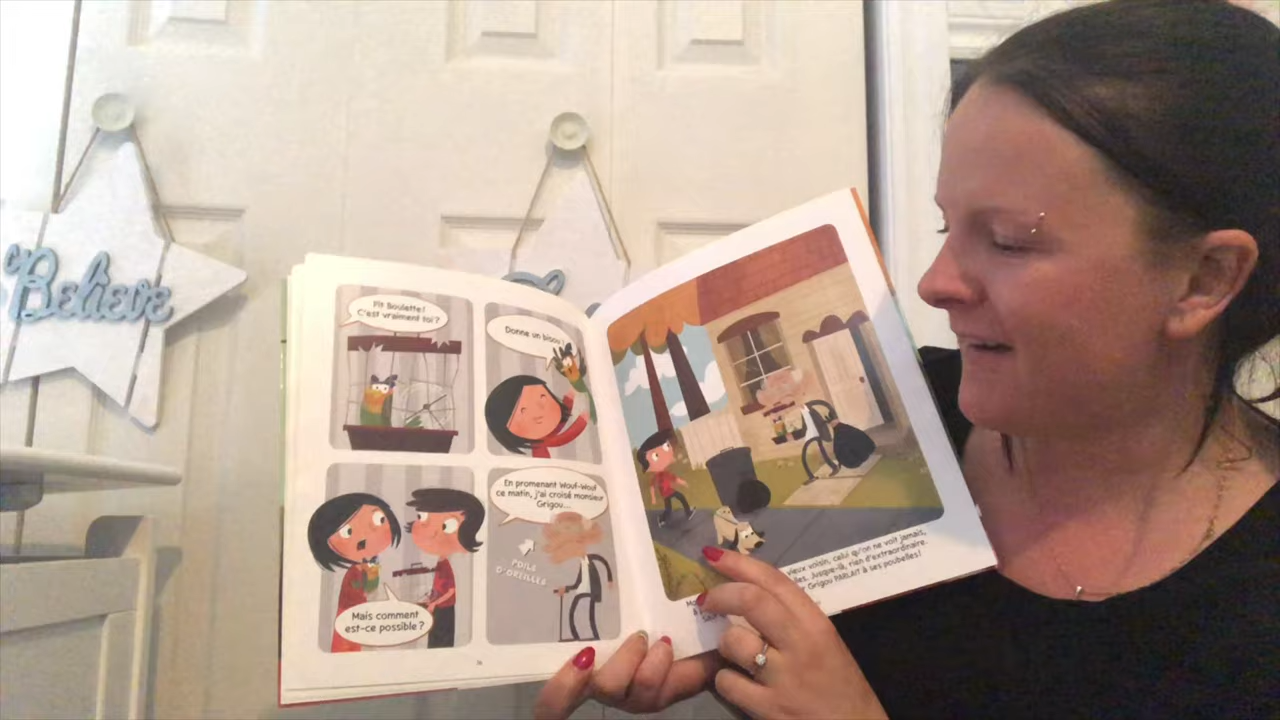 Believe
Pit Boulette!
C'est vraiment toi?
Donne un bisou!
Mais comment
est-ce possible?
En promenant Wouf-Wouf
ce matin, j'ai croisé monsieur
Grigou...
POILS
D'OREILLES
vieux voisin, celui qu'on ne voit jamais,
Jusque-là, rien d'extraordinaire.
Grigou PARLAIT à ses poubelles!